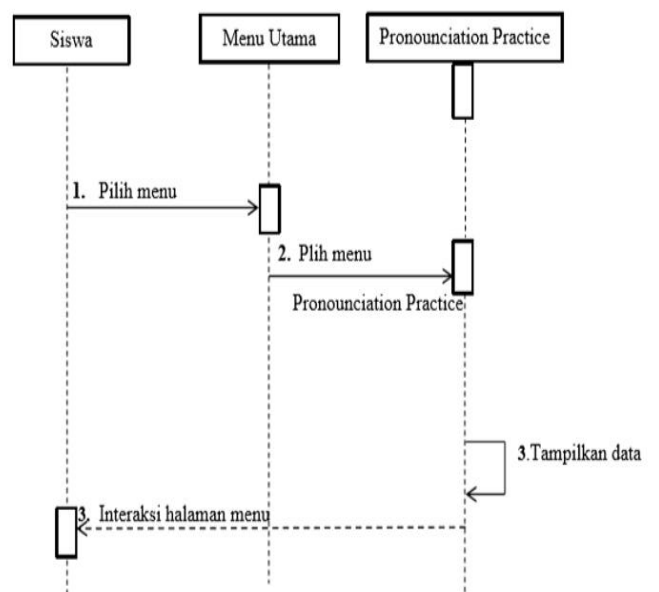 Siswa
Menu Utama
Pronounciation Practice
1. Pilih menu
2. Plih menu
Pronounciation Practice
3.Tampilkan data
3. Interaksi halaman menu